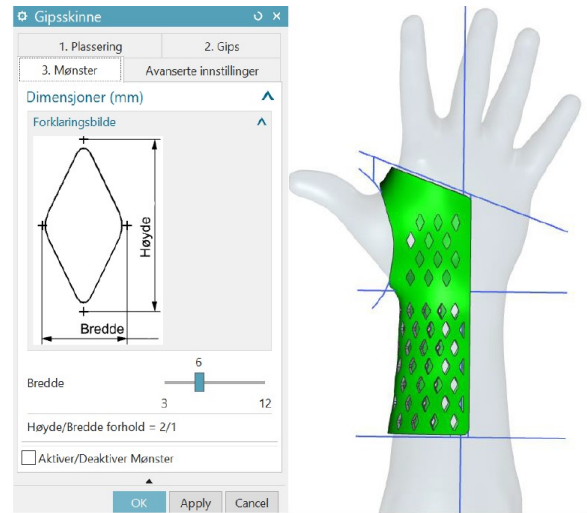 Gipsskinne
1. Plassering
2. Gips
3. Mønster
Avanserte innstillinger
Dimensjoner (mm)
Forklaringsbilde
Høyde
Bredde
6
Bredde
3
12
Høyde/Bredde forhold = 2/1
Aktiver/Deaktiver Mønster
OK
Apply
Cancel